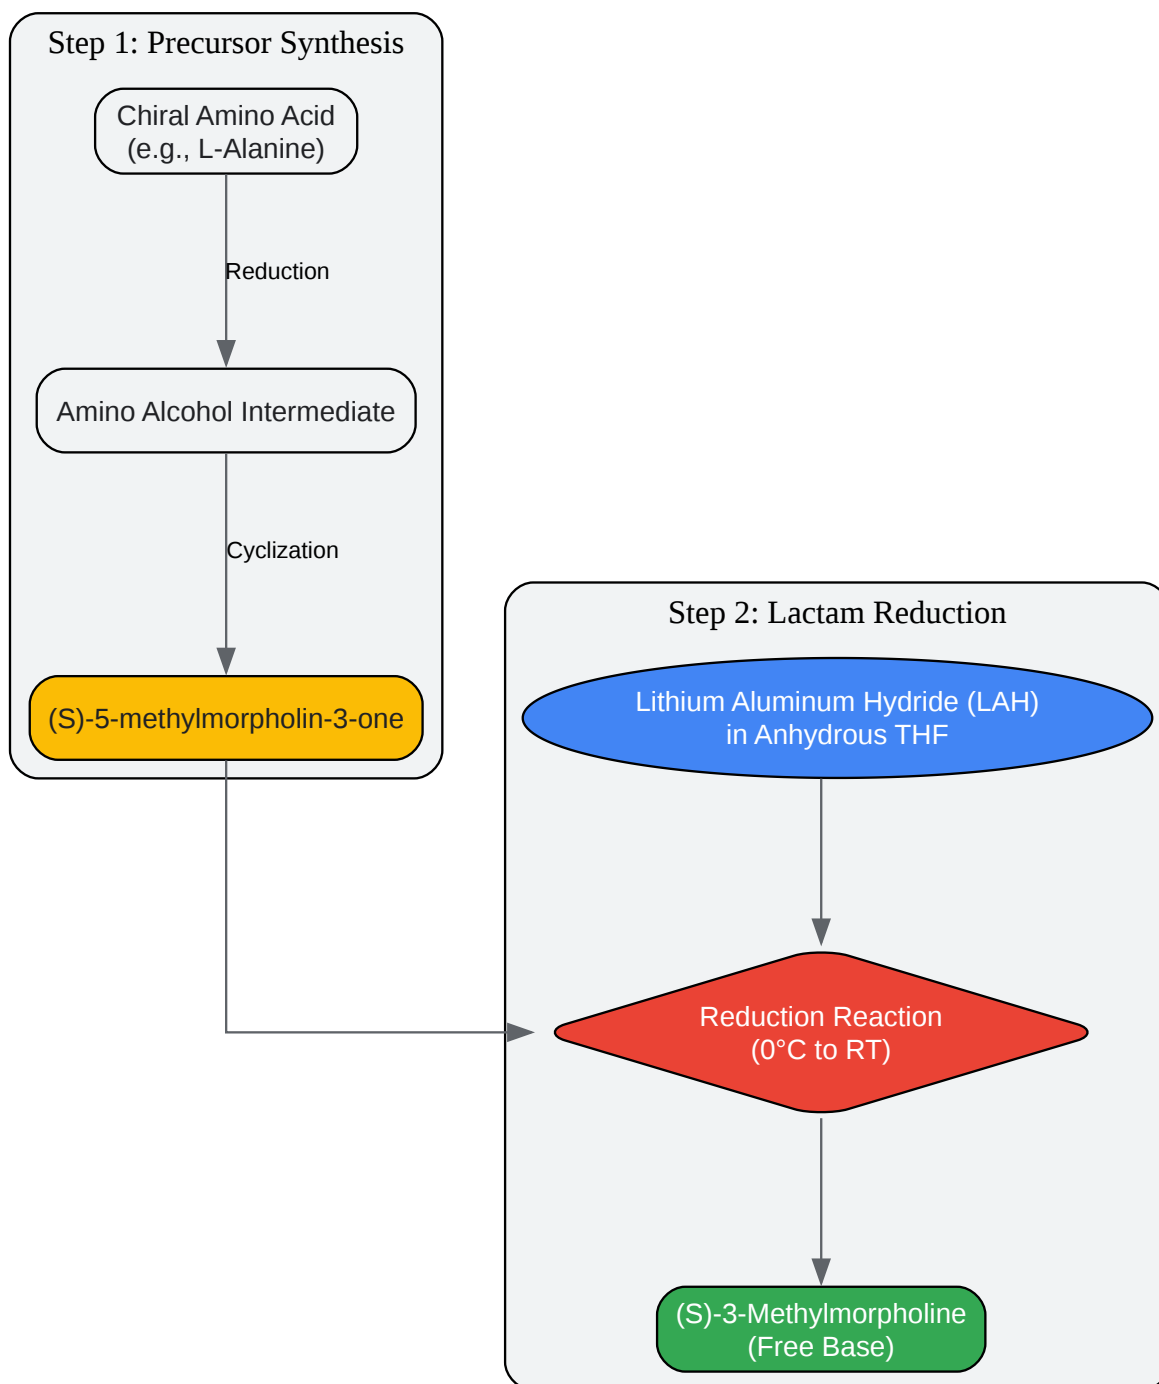 Step 1: Precursor Synthesis
Chiral Amino Acid
(e.g., L-Alanine)
Reduction
Amino Alcohol Intermediate
Cyclization
(S)-5-methylmorpholin-3-one
Step 2: Lactam Reduction
Lithium Aluminum Hydride (LAH)
in Anhydrous THF
Reduction Reaction
(0°C to RT)
(S)-3-Methylmorpholine
(Free Base)